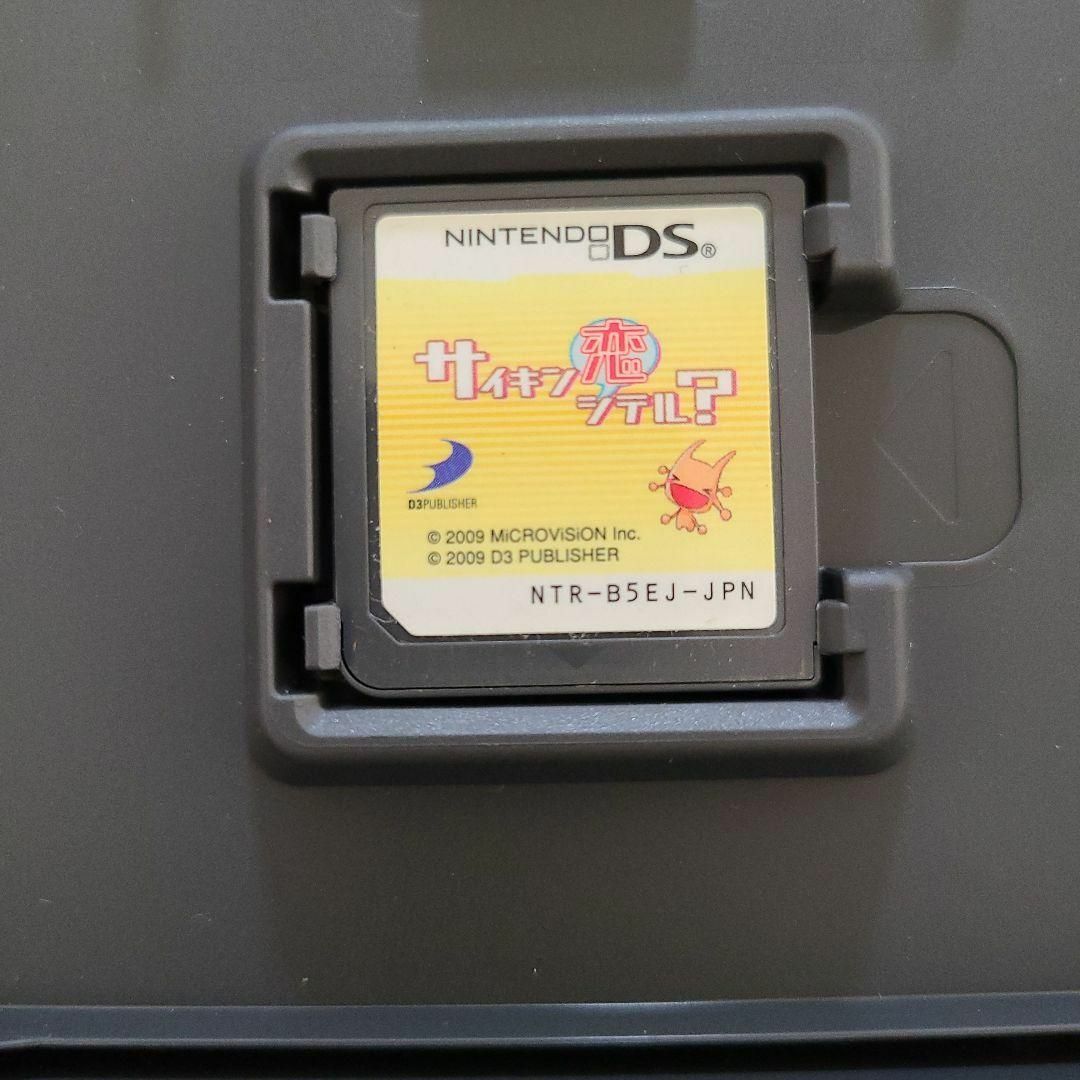 NINTENDO DS®
サイキン恋シテル?
D3PUBLISHER
© 2009 MiCROViSiON Inc.
© 2009 D3 PUBLISHER
NTR-B5EJ-JPN